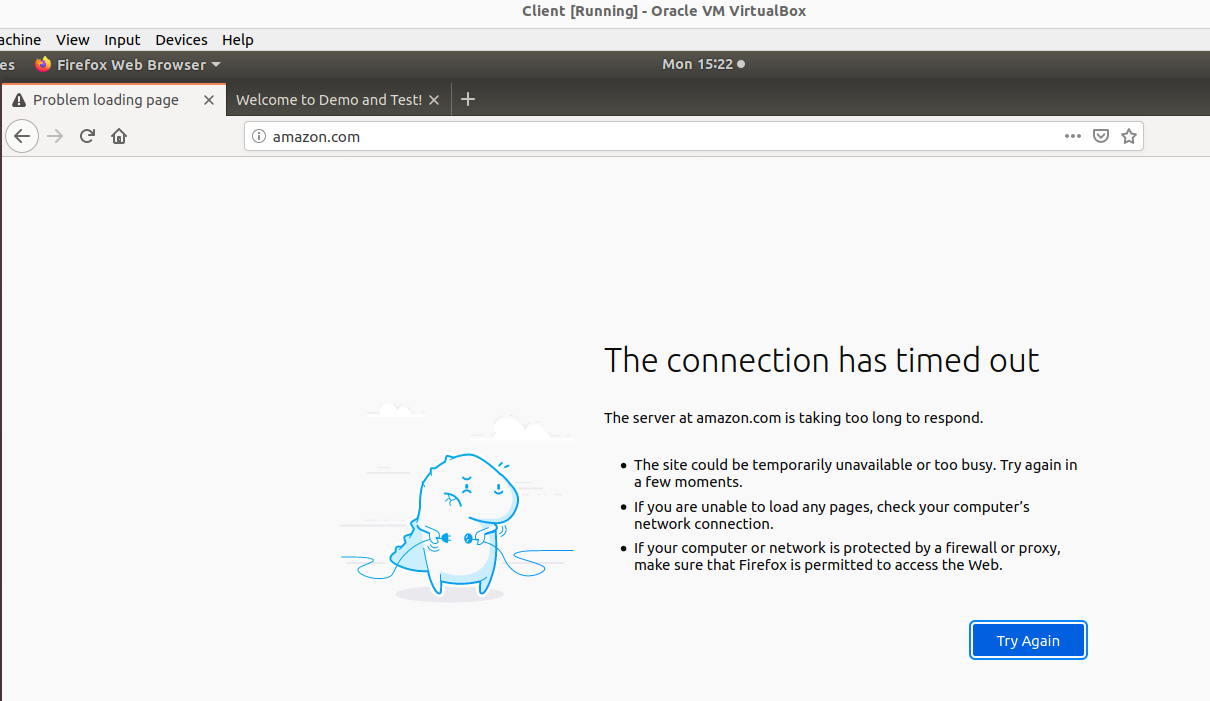 Client [Running] - Oracle VM VirtualBox
achine View Input Devices Help
es Firefox Web Browser Mon 15:22
Problem loading page Welcome to Demo and Test!
amazon.com
The connection has timed out
The server at amazon.com is taking too long to respond.
The site could be temporarily unavailable or too busy. Try again in
a few moments.
If you are unable to load any pages, check your computer’s
network connection.
If your computer or network is protected by a firewall or proxy,
make sure that Firefox is permitted to access the Web.
Try Again